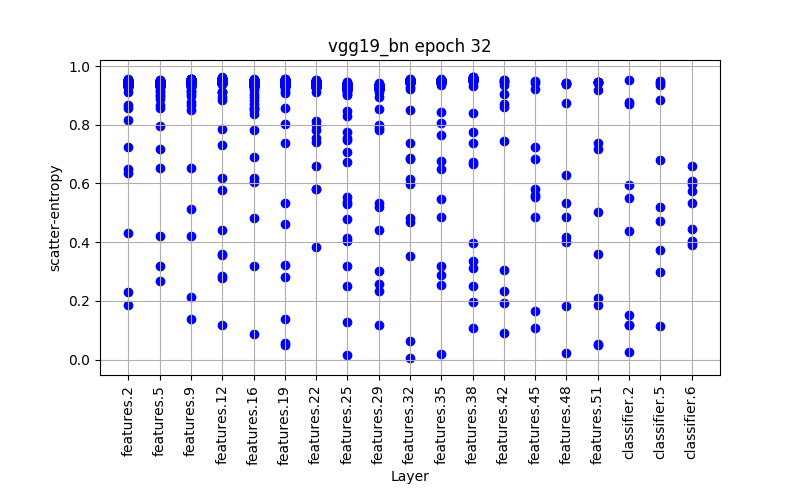 vgg19_bn epoch 32
scatter-entropy
1.0
0.8
0.6
0.4
0.2
0.0
features.2
features.5
features.9
features.12
features.16
features.19
features.22
features.25
features.29
features.32
features.35
features.38
features.42
features.45
features.48
features.51
classifier.2
classifier.5
classifier.6
Layer